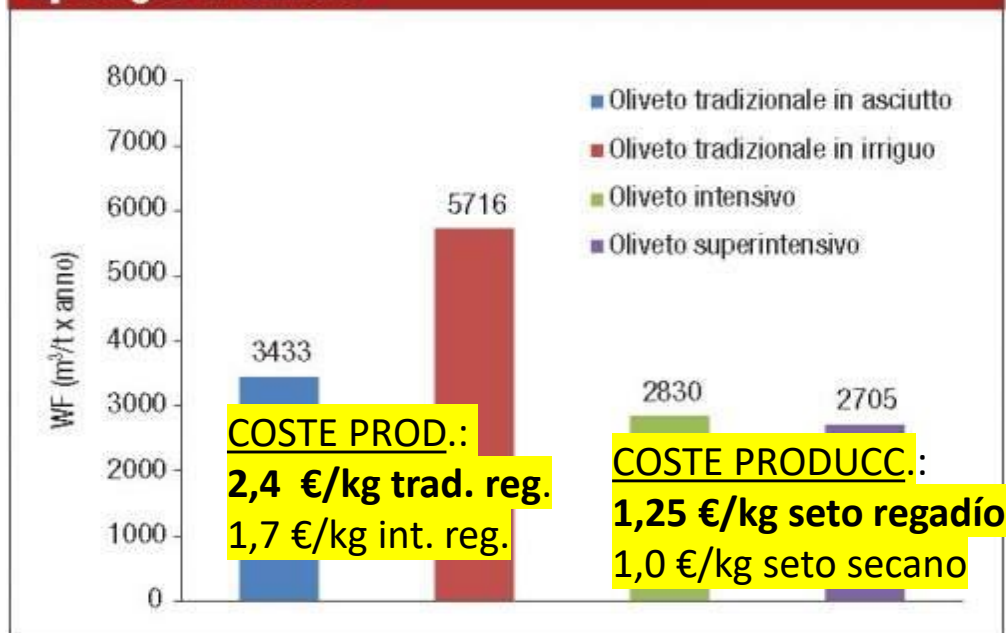 8000
7000
6000
5000
4000
3000
2000
1000
0
WF (m³/t x anno)
Oliveto tradizionale in asciutto
Oliveto tradizionale in irriguo
Oliveto intensivo
Oliveto superintensivo
3433
5716
2830
2705
COSTE PROD.:
2,4 €/kg trad. reg.
1,7 €/kg int. reg.
COSTE PRODUCC.:
1,25 €/kg seto regadío
1,0 €/kg seto secano